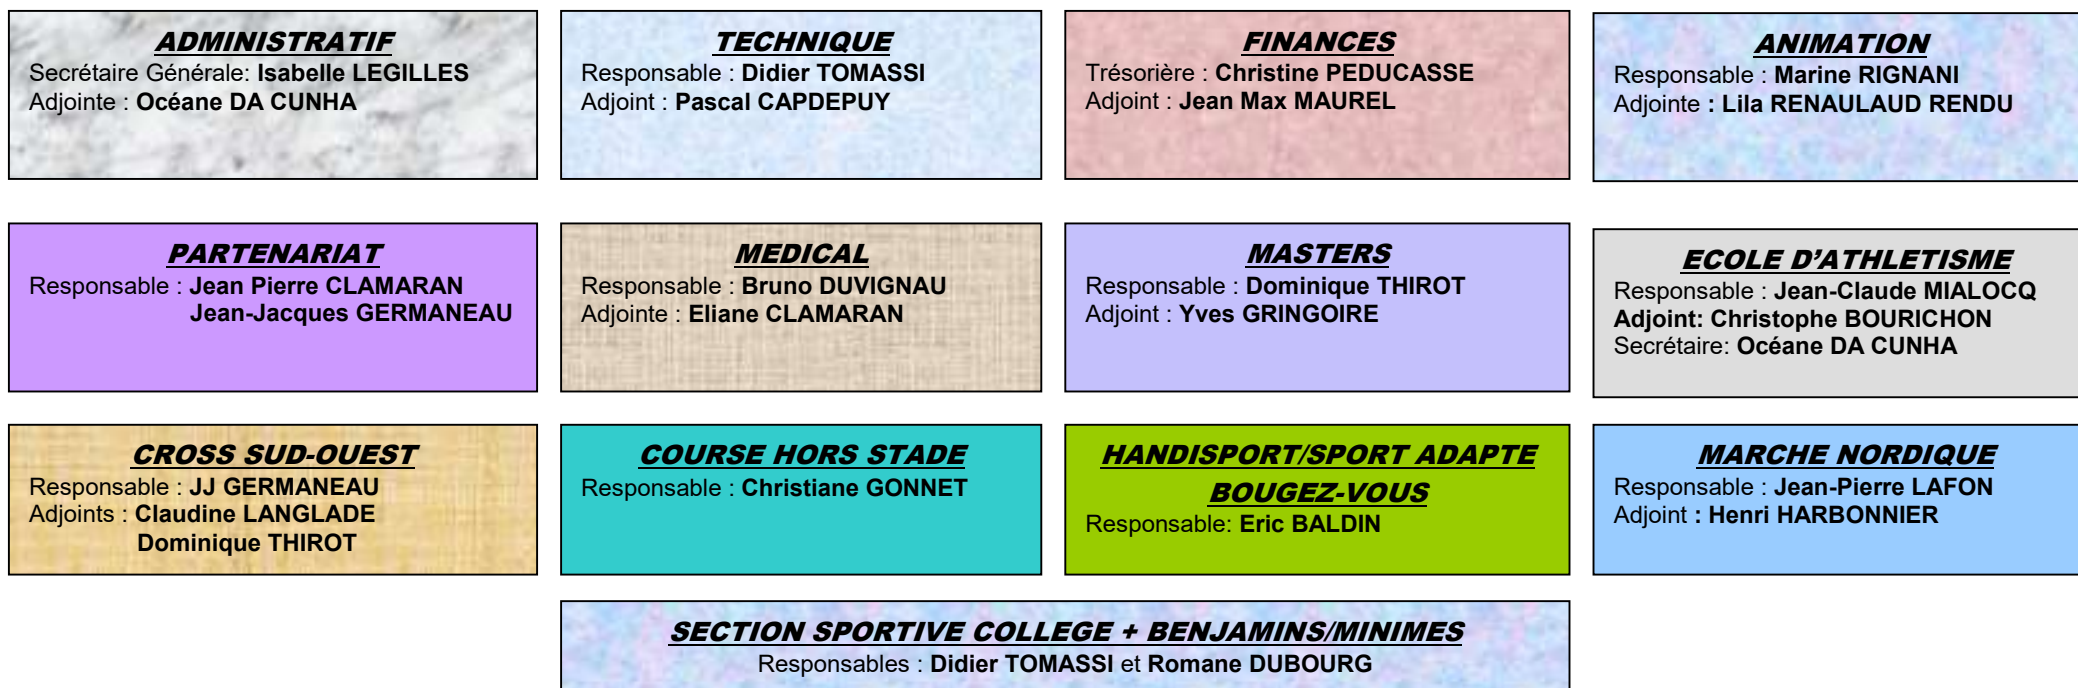 ADMINISTRATIF
Secrétaire Générale: Isabelle LEGILLES
Adjointe : Océane DA CUNHA
TECHNIQUE
Responsable : Didier TOMASSI
Adjoint : Pascal CAPDEPUY
FINANCES
Trésorière : Christine PEDUCASSE
Adjoint : Jean Max MAUREL
ANIMATION
Responsable : Marine RIGNANI
Adjointe : Lila RENAULAUD RENDU
PARTENARIAT
Responsable : Jean Pierre CLAMARAN
Jean-Jacques GERMANEAU
MEDICAL
Responsable : Bruno DUVIGNAU
Adjointe : Eliane CLAMARAN
MASTERS
Responsable : Dominique THIROT
Adjoint : Yves GRINGOIRE
ECOLE D'ATHLETISME
Responsable : Jean-Claude MIALOCQ
Adjoint: Christophe BOURICHON
Secrétaire: Océane DA CUNHA
CROSS SUD-OUEST
Responsable : JJ GERMANEAU
Adjoints : Claudine LANGLADE
Dominique THIROT
COURSE HORS STADE
Responsable : Christiane GONNET
HANDISPORT/SPORT ADAPTE
BOUGEZ-VOUS
Responsable: Eric BALDIN
MARCHE NORDIQUE
Responsable : Jean-Pierre LAFON
Adjoint : Henri HARBONNIER
SECTION SPORTIVE COLLEGE + BENJAMINS/MINIMES
Responsables : Didier TOMASSI et Romane DUBOURG